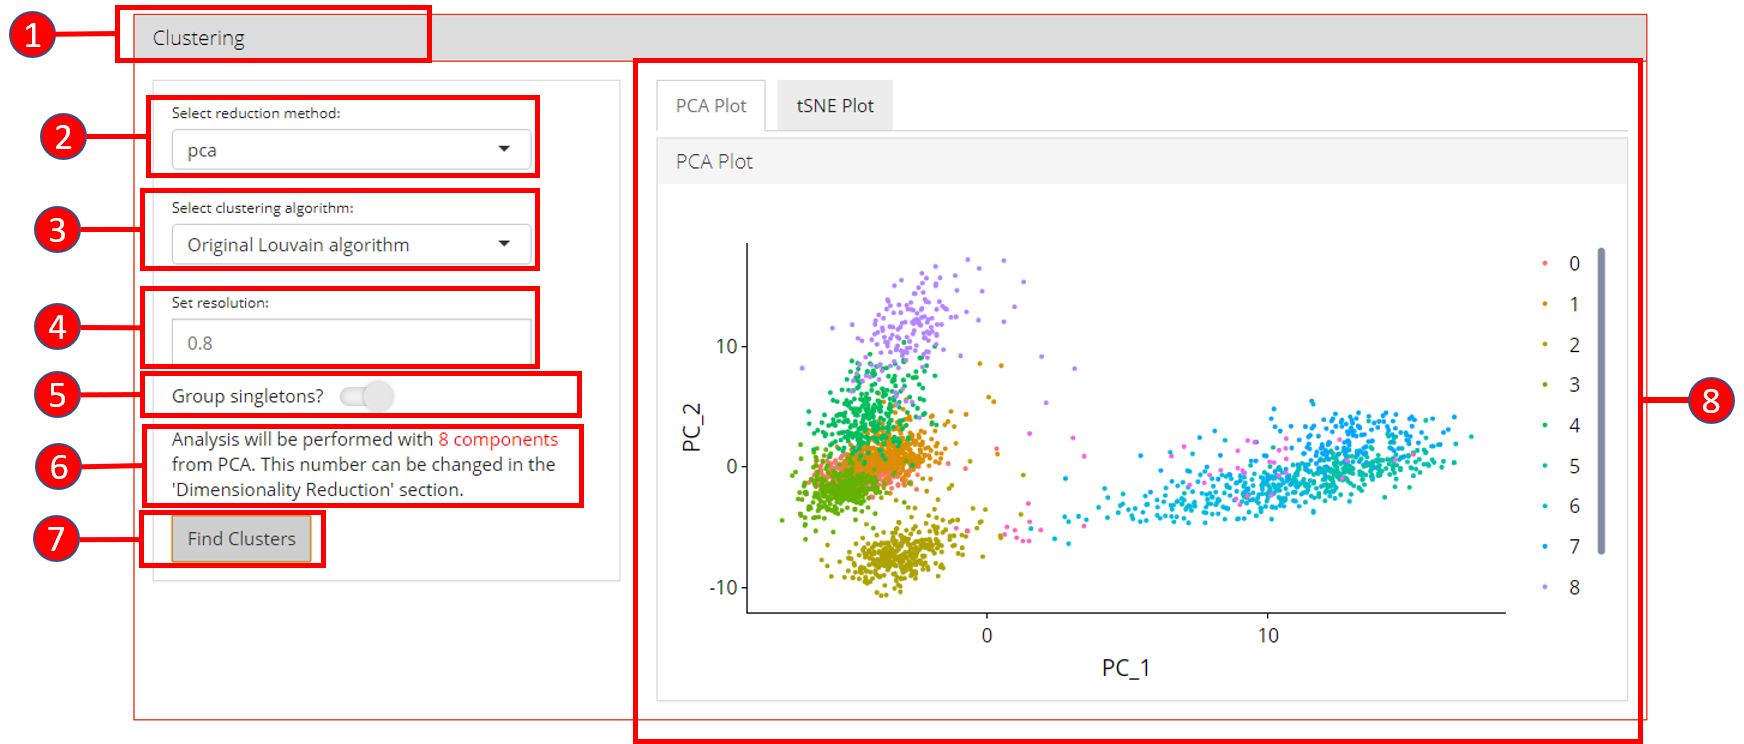 1
Clustering
2
Select reduction method:
pca
3
Select clustering algorithm:
Original Louvain algorithm
4
Set resolution:
0.8
5
Group singletons?
6
Analysis will be performed with 8 components
from PCA. This number can be changed in the
'Dimensionality Reduction' section.
7
Find Clusters
PCA Plot
tSNE Plot
PCA Plot
10
0
-10
PC_2
0
10
PC_1
0
1
2
3
4
5
6
7
8
8